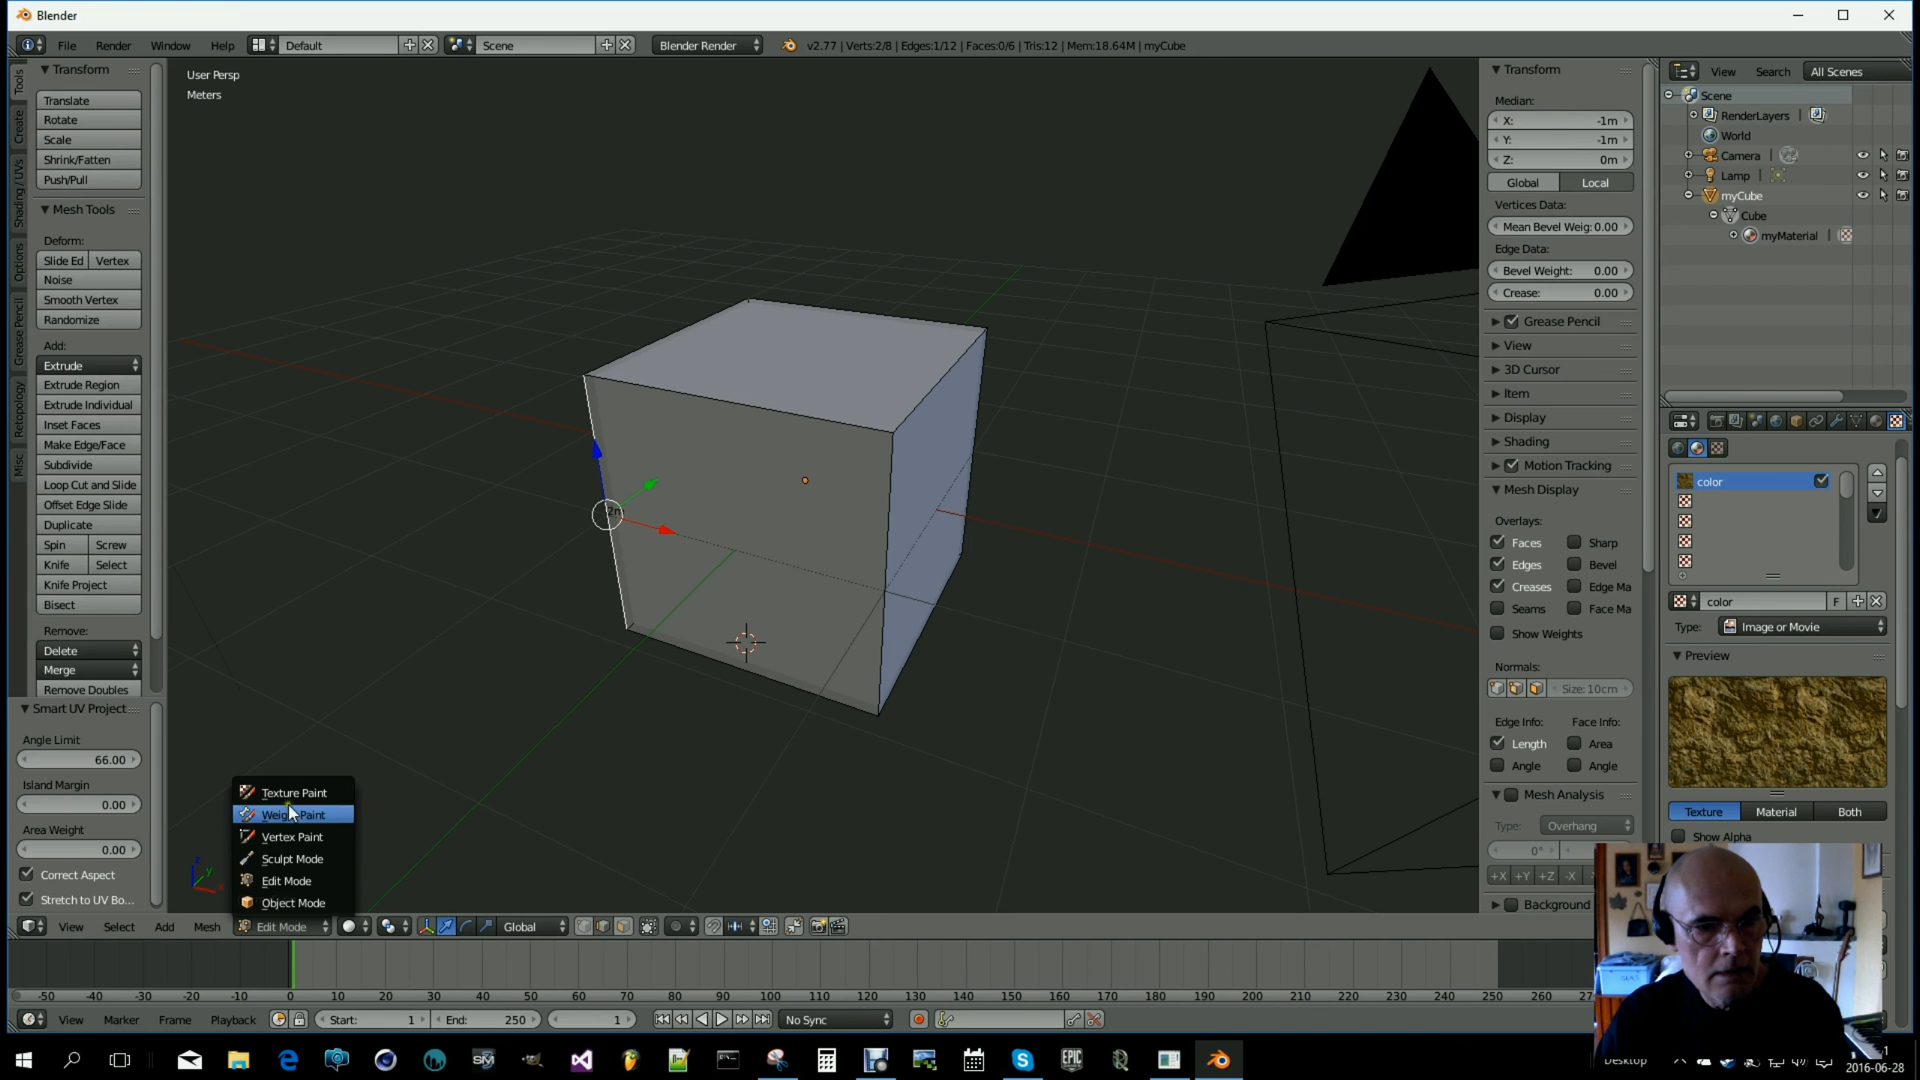 Blender
File Render Window Help Default Scene Blender Render v2.77 | Verts:2/8 | Edges:1/12 | Faces:0/6 | Tris:12 | Mem:18.64M | myCube
Tools
Create
Shading / UVs
Options
Grease Pencil
Retopology
Misc
Transform
Translate
Rotate
Scale
Shrink/Fatten
Push/Pull
Mesh Tools
Deform:
Slide Ed Vertex
Noise
Smooth Vertex
Randomize
Add:
Extrude
Extrude Region
Extrude Individual
Inset Faces
Make Edge/Face
Subdivide
Loop Cut and Slide
Offset Edge Slide
Duplicate
Spin Screw
Knife Select
Knife Project
Bisect
Remove:
Delete
Merge
Remove Doubles
Smart UV Project
Angle Limit
66.00
Island Margin
0.00
Area Weight
0.00
Correct Aspect
Stretch to UV Bo...
User Persp
Meters
Texture Paint
Weight Paint
Vertex Paint
Sculpt Mode
Edit Mode
Object Mode
z
y
x
Transform
Median:
X: -1m
Y: -1m
Z: 0m
Global Local
Vertices Data:
Mean Bevel Weig: 0.00
Edge Data:
Bevel Weight: 0.00
Crease: 0.00
Grease Pencil
View
3D Cursor
Item
Display
Shading
Motion Tracking
Mesh Display
Overlays:
Faces Sharp
Edges Bevel
Creases Edge Ma
Seams Face Ma
Show Weights
Normals:
Size: 10cm
Edge Info: Face Info:
Length Area
Angle Angle
Mesh Analysis
Type: Overhang
0°
+X +Y +Z -X
Background
View Search All Scenes
Scene
RenderLayers |
World
Camera |
Lamp |
myCube
Cube
myMaterial |
color
color F
Type: Image or Movie
Preview
Texture Material Both
Show Alpha
View Select Add Mesh Edit Mode Global
-50 -40 -30 -20 -10 0 10 20 30 40 50 60 70 80 90 100 110 120 130 140 150 160 170 180 190 200 210 220 230 240 250 260
View Marker Frame Playback Start: 1 End: 250 1 No Sync
SM
EPIC
Desktop
2016-06-28